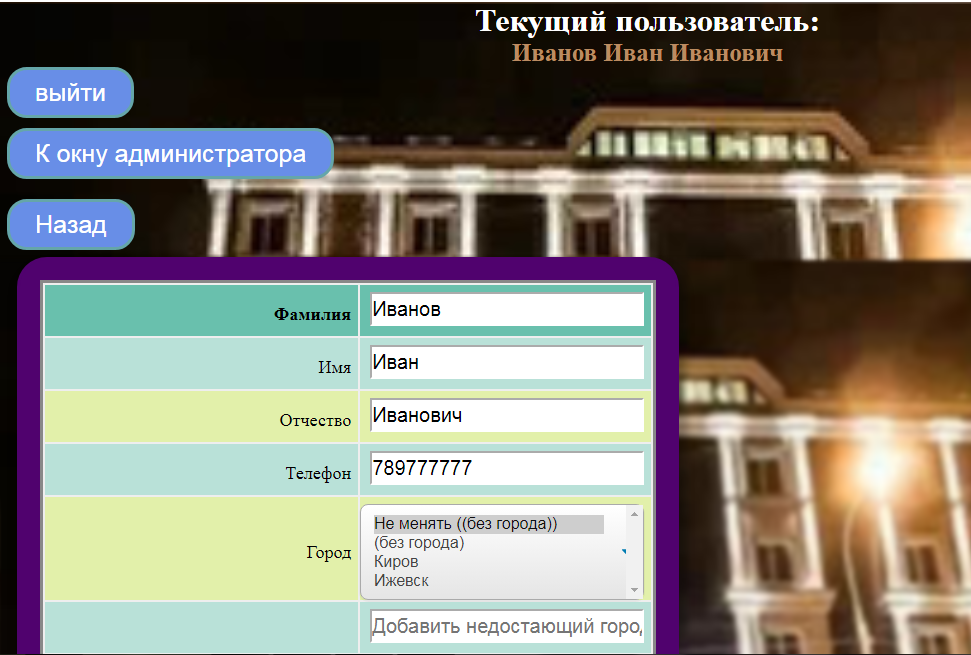 Текущий пользователь:
Иванов Иван Иванович
выйти
К окну администратора
Назад
Фамилия Иванов
Имя Иван
Отчество Иванович
Телефон 789777777
Город
Не менять ((без города))
(без города)
Киров
Ижевск
Добавить недостающий горо